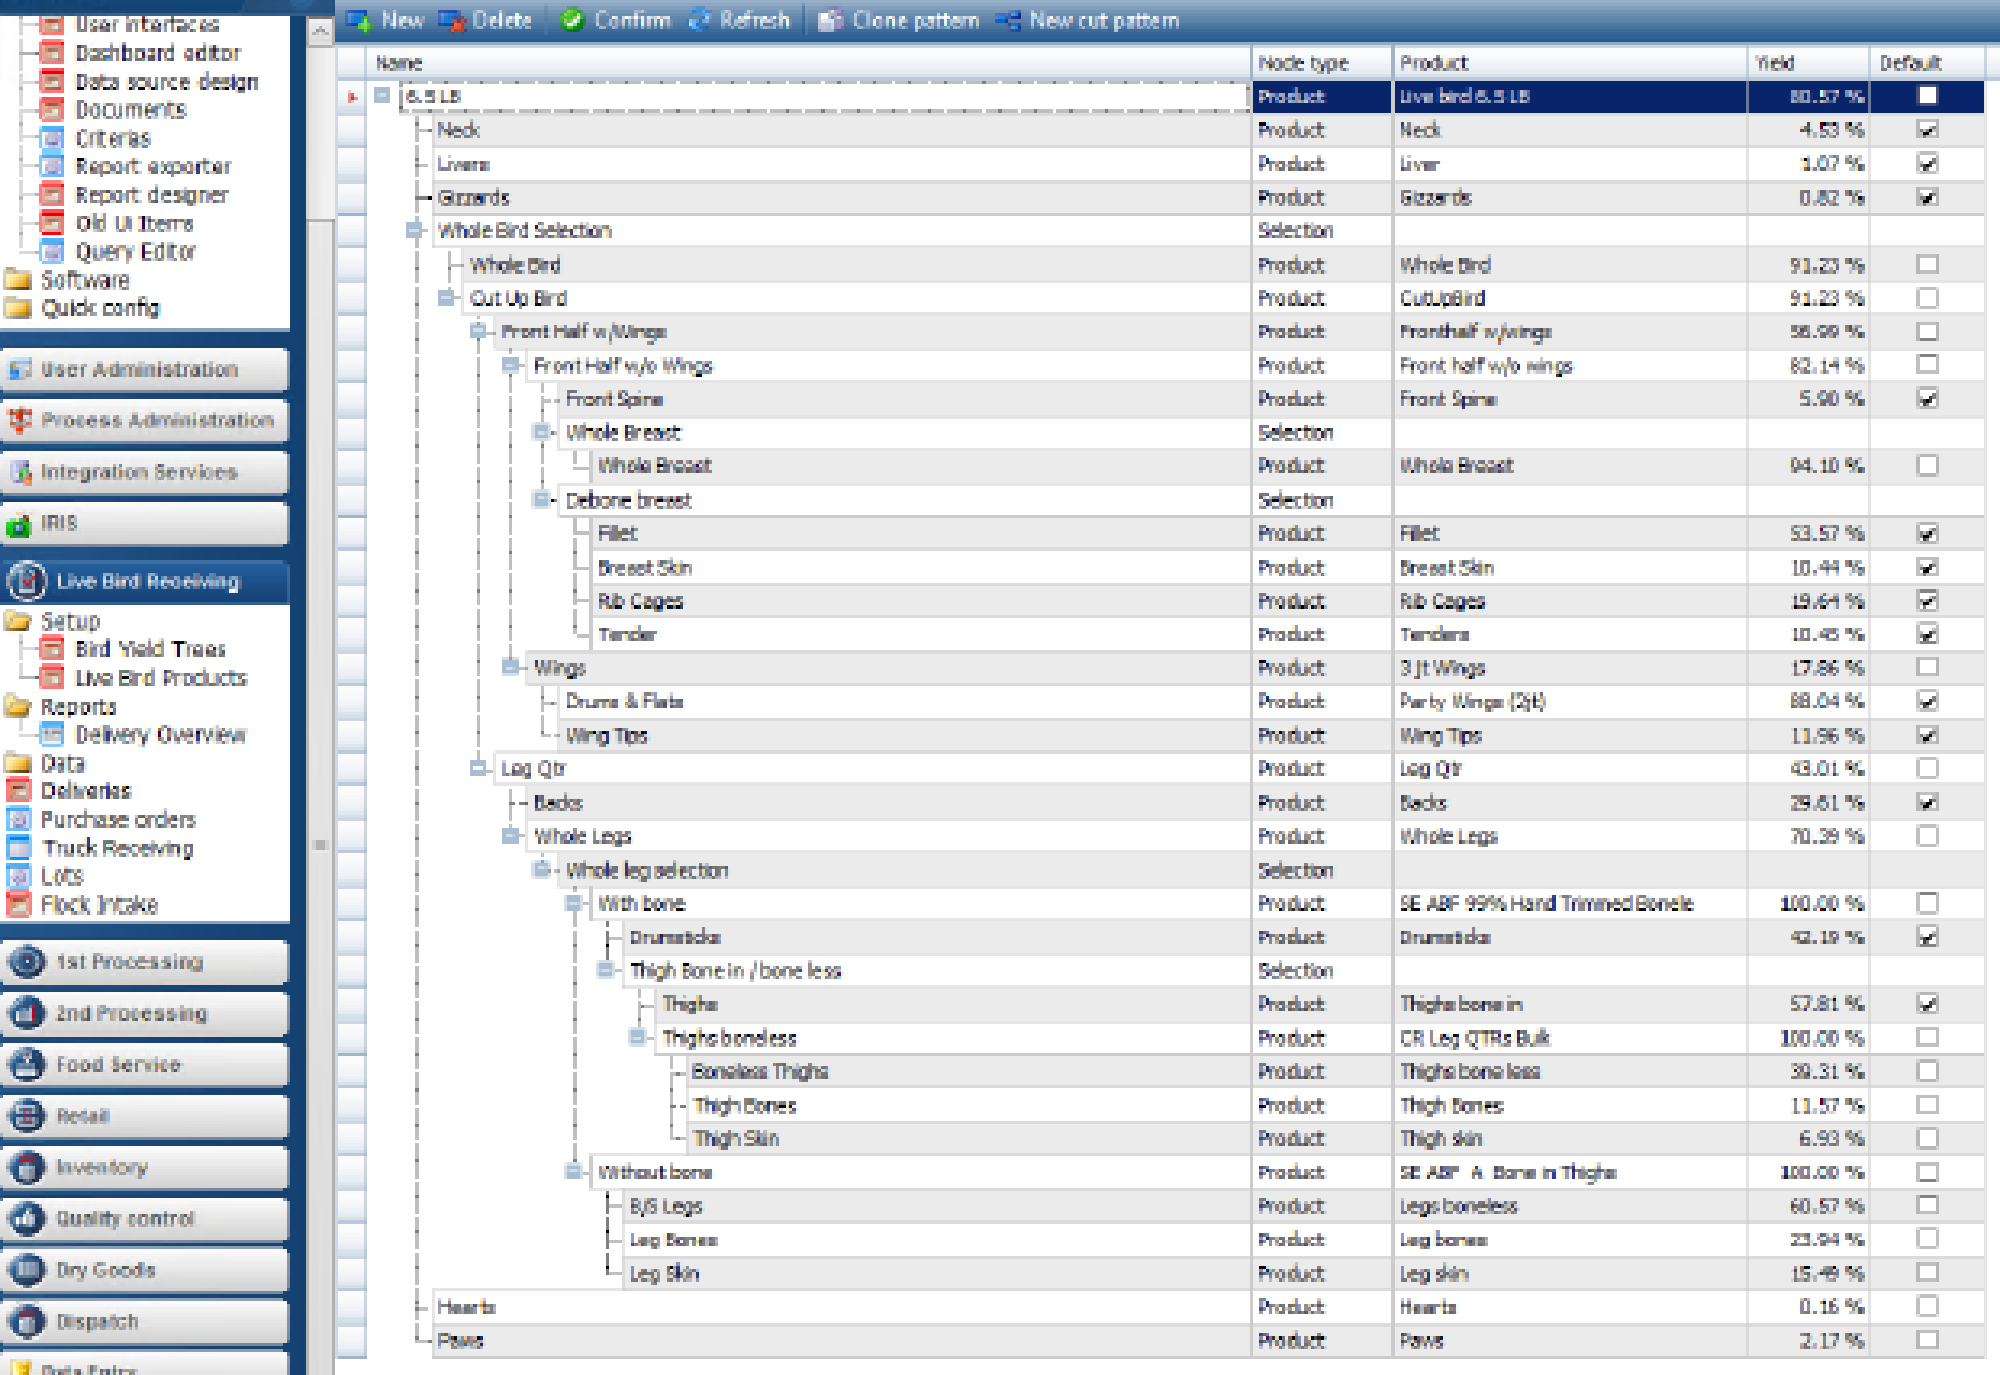 User interfaces
Dashboard editor
Data source design
Documents
Criterias
Report exporter
Report designer
Old UI Items
Query Editor
Software
Quick config
User Administration
Process Administration
Integration Services
IRIS
Live Bird Receiving
Setup
Bird Yield Trees
Live Bird Products
Reports
Delivery Overview
Data
Deliveries
Purchase orders
Truck Receiving
Lots
Flock Intake
1st Processing
2nd Processing
Food Service
Retail
Inventory
Quality control
Dry Goods
Dispatch
Data Entry
New Delete Confirm Refresh Clone pattern New cut pattern
Name Node type Product Yield Default
6.5 LB Product Live bird 6.5 LB 80.57 %
Neck Product Neck 4.53 %
Livers Product Liver 1.07 %
Gizzards Product Gizzards 0.82 %
Whole Bird Selection Selection
Whole Bird Product Whole Bird 91.23 %
Cut Up Bird Product CutUpBird 91.23 %
Front Half w/Wings Product Fronthalf w/wings 56.99 %
Front Half w/o Wings Product Front half w/o wings 82.14 %
Front Spine Product Front Spine 5.90 %
Whole Breast Selection
Whole Breast Product Whole Breast 94.10 %
Debone breast Selection
Fillet Product Fillet 53.57 %
Breast Skin Product Breast Skin 10.44 %
Rib Cages Product Rib Cages 19.64 %
Tender Product Tenders 10.45 %
Wings Product 3 jt Wings 17.86 %
Drums & Flats Product Party Wings (2jt) 88.04 %
Wing Tips Product Wing Tips 11.96 %
Leg Qtr Product Leg Qtr 43.01 %
Backs Product Backs 29.61 %
Whole Legs Product Whole Legs 70.39 %
Whole leg selection Selection
With bone Product SE ABF 99% Hand Trimmed Bonele 100.00 %
Drumsticks Product Drumsticks 42.19 %
Thigh Bone in / bone less Selection
Thighs Product Thighs bone in 57.81 %
Thighs boneless Product CR Leg QTRs Bulk 100.00 %
Boneless Thighs Product Thighs bone less 39.31 %
Thigh Bones Product Thigh Bones 11.57 %
Thigh Skin Product Thigh skin 6.93 %
Without bone Product SE ABF A Bone in Thighs 100.00 %
B/S Legs Product Legs boneless 60.57 %
Leg Bones Product Leg bones 23.94 %
Leg Skin Product Leg skin 15.49 %
Hearts Product Hearts 0.16 %
Paws Product Paws 2.17 %